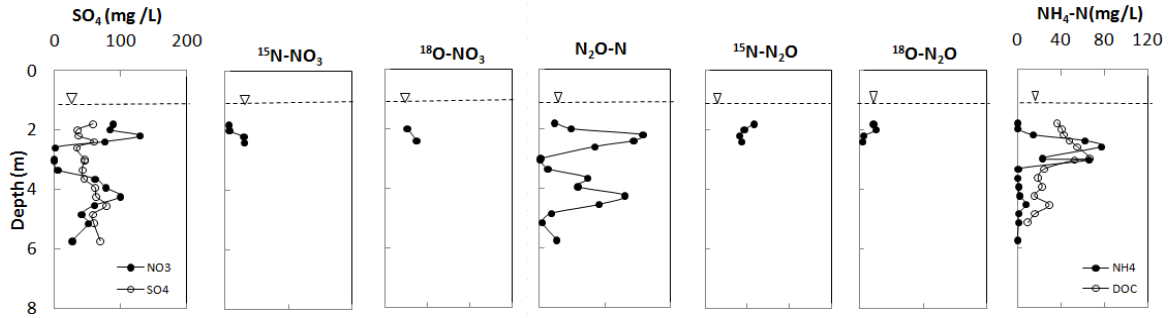 SO₄ (mg /L)
0 100 200
¹⁵N-NO₃
¹⁸O-NO₃
N₂O-N
¹⁵N-N₂O
¹⁸O-N₂O
NH₄-N(mg/L)
0 40 80 120
Depth (m)
0
2
4
6
8
NO3
SO4
NH4
DOC